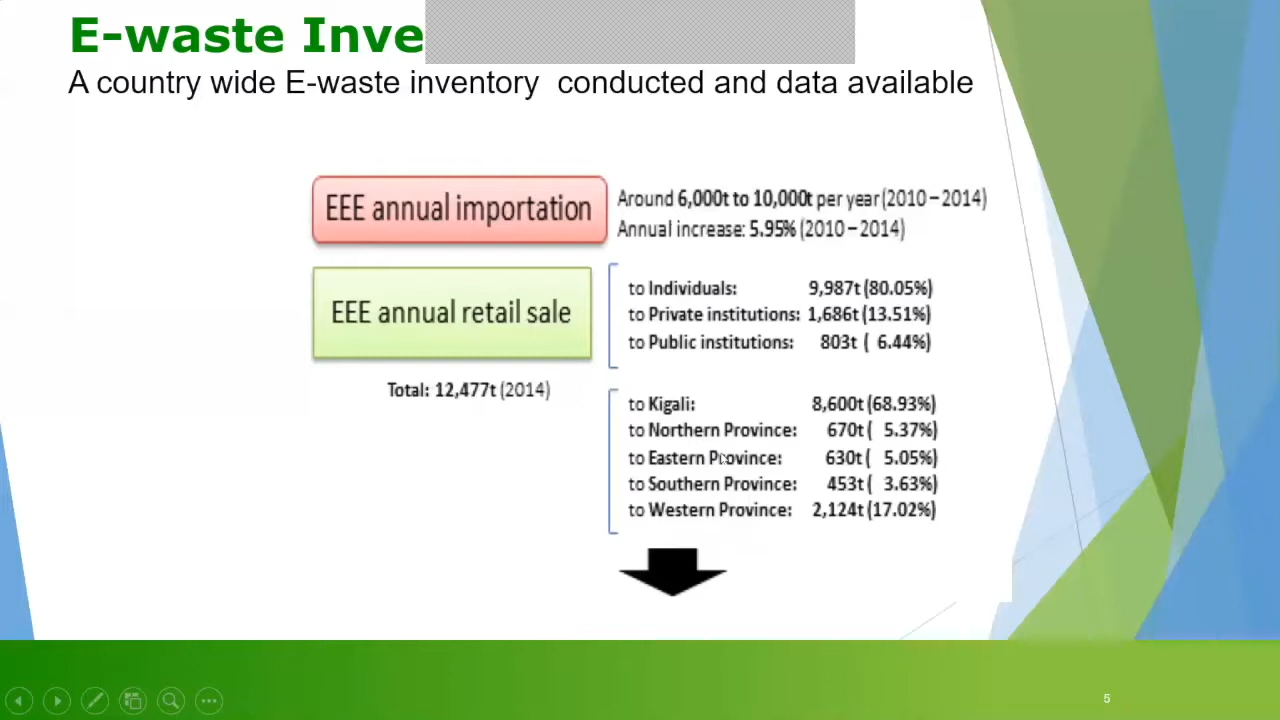 E-waste Inve
A country wide E-waste inventory conducted and data available
EEE annual importation
Around 6,000t to 10,000t per year (2010 – 2014)
Annual increase: 5.95% (2010 – 2014)
EEE annual retail sale
Total: 12,477t (2014)
to Individuals: 9,987t (80.05%)
to Private institutions: 1,686t (13.51%)
to Public institutions: 803t ( 6.44%)
to Kigali: 8,600t (68.93%)
to Northern Province: 670t ( 5.37%)
to Eastern Province: 630t ( 5.05%)
to Southern Province: 453t ( 3.63%)
to Western Province: 2,124t (17.02%)
5